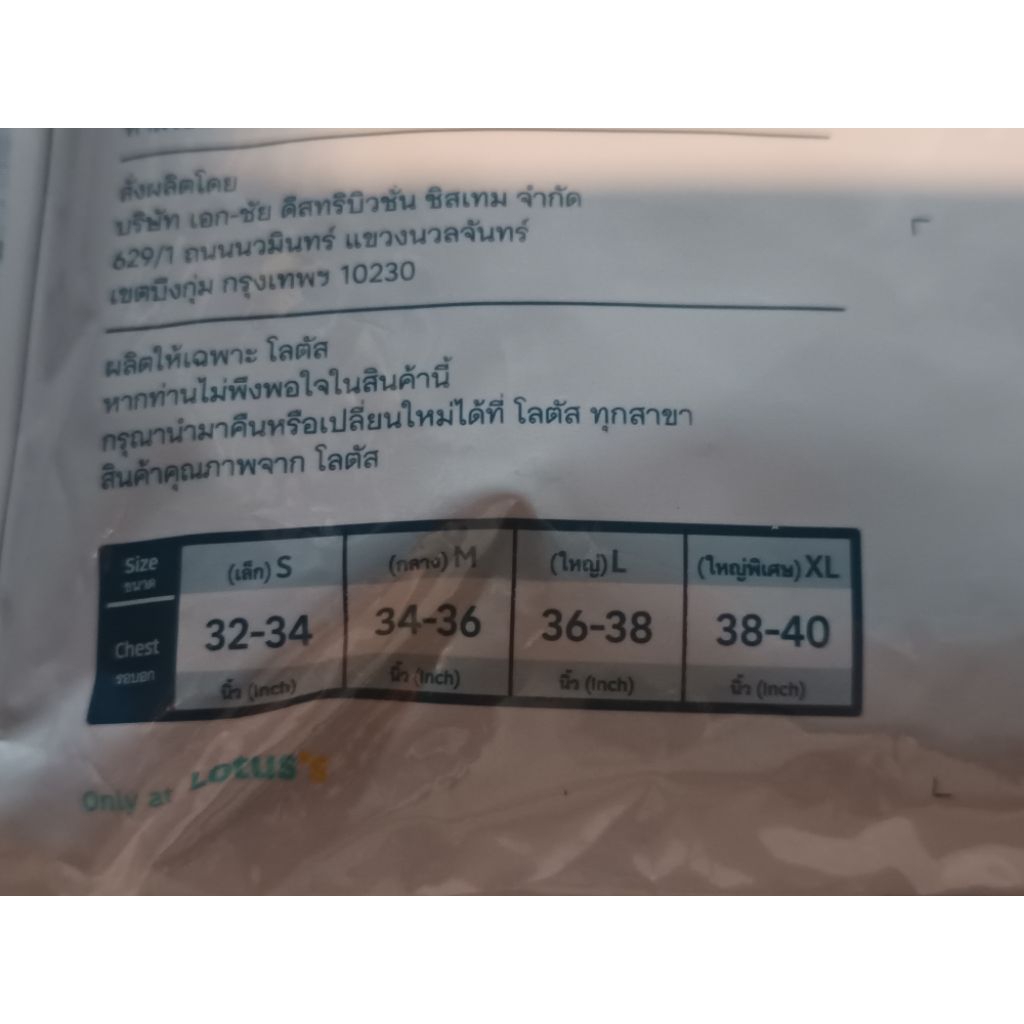 สั่งผลิตโดย
บริษัท เอก-ชัย ดีสทริบิวชั่น ซิสเทม จำกัด
629/1 ถนนนวมินทร์ แขวงนวลจันทร์
เขตบึงกุ่ม กรุงเทพฯ 10230
ผลิตให้เฉพาะ โลตัส
หากท่านไม่พึงพอใจในสินค้านี้
กรุณานำมาคืนหรือเปลี่ยนใหม่ได้ที่ โลตัส ทุกสาขา
สินค้าคุณภาพจาก โลตัส
Size (เล็ก) S (กลาง) M (ใหญ่) L (ใหญ่พิเศษ) XL
ขนาด
Chest 32-34 34-36 36-38 38-40
รอบอก นิ้ว (Inch) นิ้ว (Inch) นิ้ว (Inch) นิ้ว (Inch)
Only at Lotus's